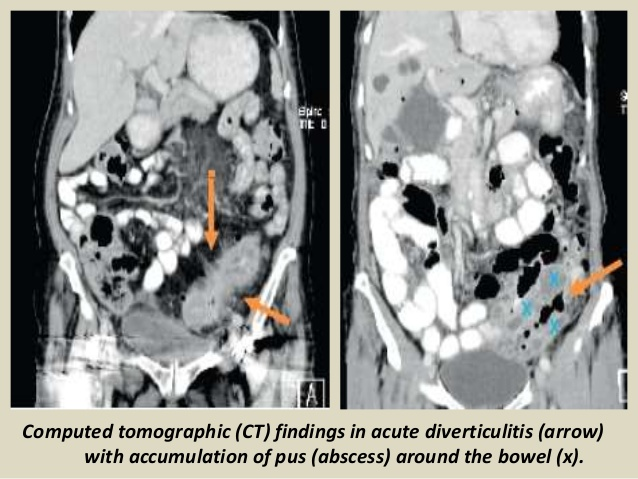 A
X
X
X
Computed tomographic (CT) findings in acute diverticulitis (arrow)
with accumulation of pus (abscess) around the bowel (x).